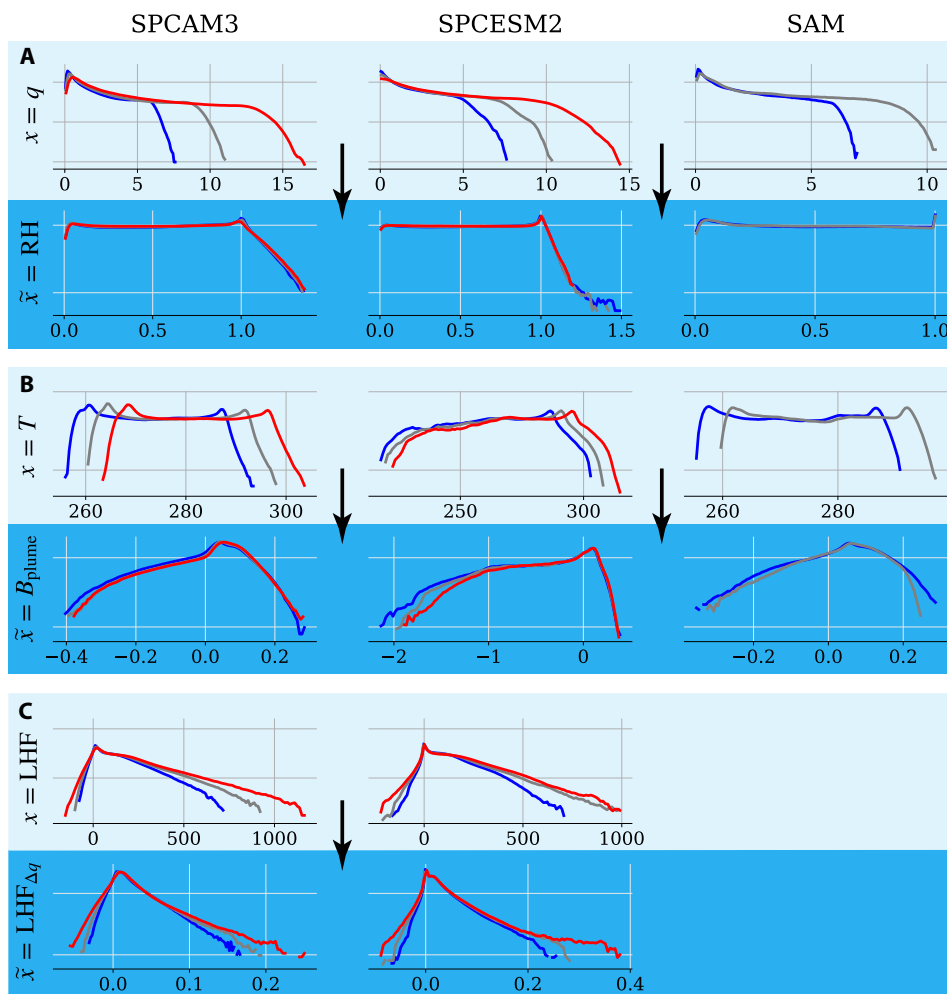 SPCAM3 SPCESM2 SAM
A
x = q
0 5 10 15 0 5 10 15 0 5 10
x̃ = RH
0.0 0.5 1.0 0.0 0.5 1.0 1.5 0.0 0.5 1.0
B
x = T
260 280 300 250 300 260 280
x̃ = B_plume
−0.4 −0.2 0.0 0.2 −2 −1 0 −0.2 0.0 0.2
C
x = LHF
0 500 1000 0 500 1000
x̃ = LHF_Δq
0.0 0.1 0.2 0.0 0.2 0.4